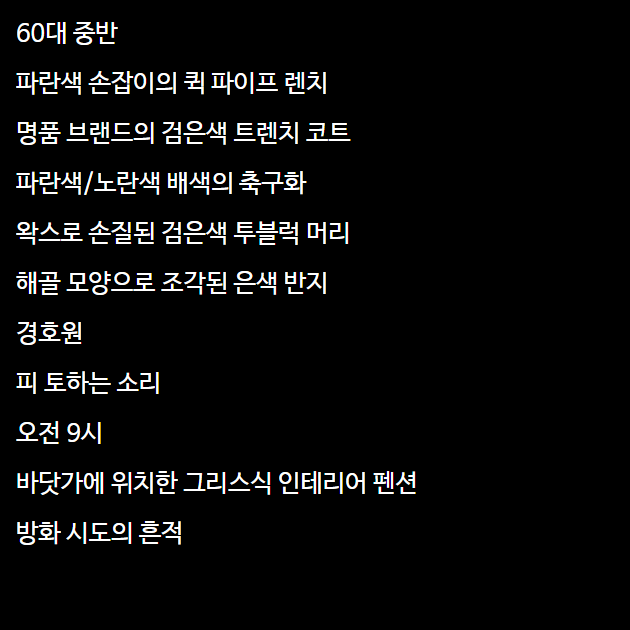 60대 중반
파란색 손잡이의 퀵 파이프 렌치
명품 브랜드의 검은색 트렌치 코트
파란색/노란색 배색의 축구화
왁스로 손질된 검은색 투블럭 머리
해골 모양으로 조각된 은색 반지
경호원
피 토하는 소리
오전 9시
바닷가에 위치한 그리스식 인테리어 펜션
방화 시도의 흔적